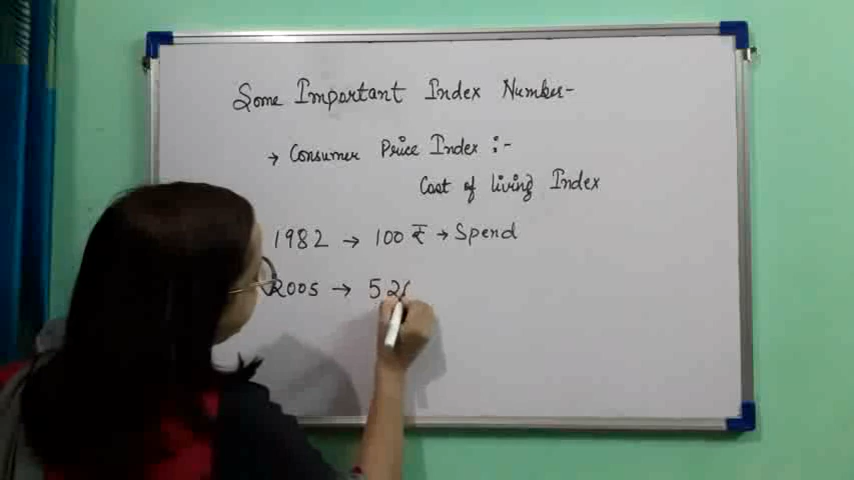 Some Important Index Number-
→ Consumer Price Index :-
Cost of living Index
1982 → 100 ₹ → Spend
2005 → 52